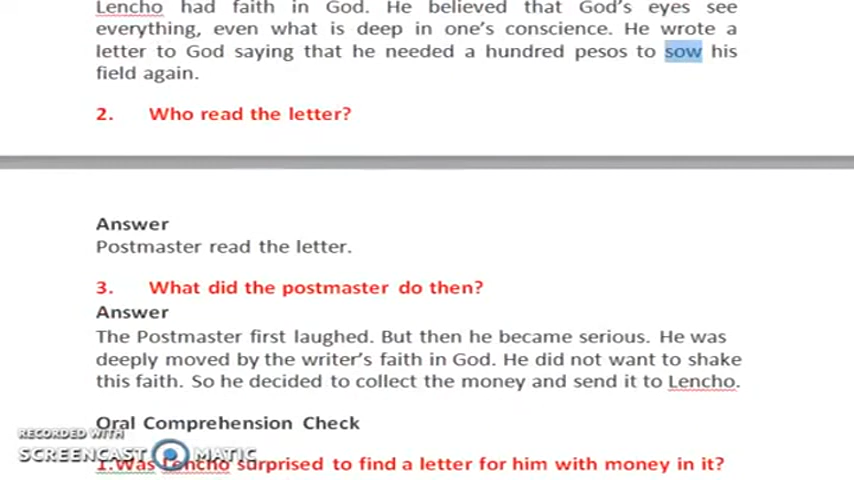 Lencho had faith in God. He believed that God's eyes see
everything, even what is deep in one's conscience. He wrote a
letter to God saying that he needed a hundred pesos to sow his
field again.
2. Who read the letter?
Answer
Postmaster read the letter.
3. What did the postmaster do then?
Answer
The Postmaster first laughed. But then he became serious. He was
deeply moved by the writer's faith in God. He did not want to shake
this faith. So he decided to collect the money and send it to Lencho.
Oral Comprehension Check
RECORDED WITH
SCREENCAST MATIC
1.Was Lencho surprised to find a letter for him with money in it?